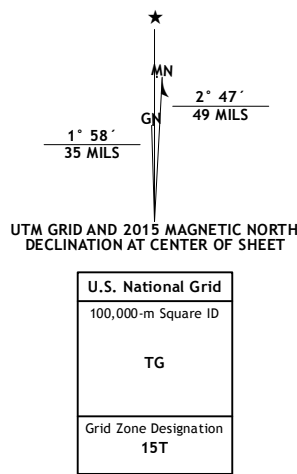 MN
GN
2° 47´
49 MILS
1° 58´
35 MILS
UTM GRID AND 2015 MAGNETIC NORTH
DECLINATION AT CENTER OF SHEET
U.S. National Grid
100,000-m Square ID
TG
Grid Zone Designation
15T